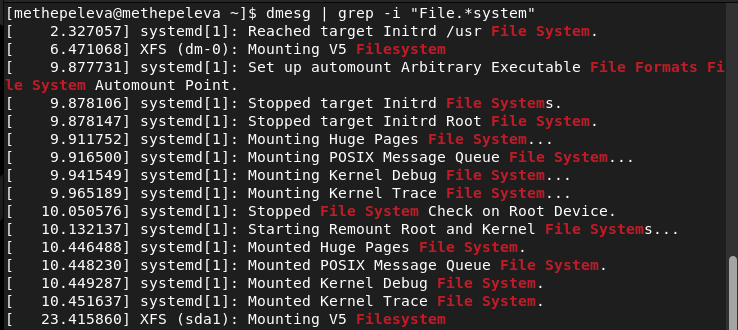 [methepeleva@methepeleva ~]$ dmesg | grep -i "File.*system"
[    2.327057] systemd[1]: Reached target Initrd /usr File System.
[    6.471068] XFS (dm-0): Mounting V5 Filesystem
[    9.877731] systemd[1]: Set up automount Arbitrary Executable File Formats Fi
le System Automount Point.
[    9.878106] systemd[1]: Stopped target Initrd File Systems.
[    9.878147] systemd[1]: Stopped target Initrd Root File System.
[    9.911752] systemd[1]: Mounting Huge Pages File System...
[    9.916500] systemd[1]: Mounting POSIX Message Queue File System...
[    9.941549] systemd[1]: Mounting Kernel Debug File System...
[    9.965189] systemd[1]: Mounting Kernel Trace File System...
[   10.050576] systemd[1]: Stopped File System Check on Root Device.
[   10.132137] systemd[1]: Starting Remount Root and Kernel File Systems...
[   10.446488] systemd[1]: Mounted Huge Pages File System.
[   10.448230] systemd[1]: Mounted POSIX Message Queue File System.
[   10.449287] systemd[1]: Mounted Kernel Debug File System.
[   10.451637] systemd[1]: Mounted Kernel Trace File System.
[   23.415860] XFS (sda1): Mounting V5 Filesystem